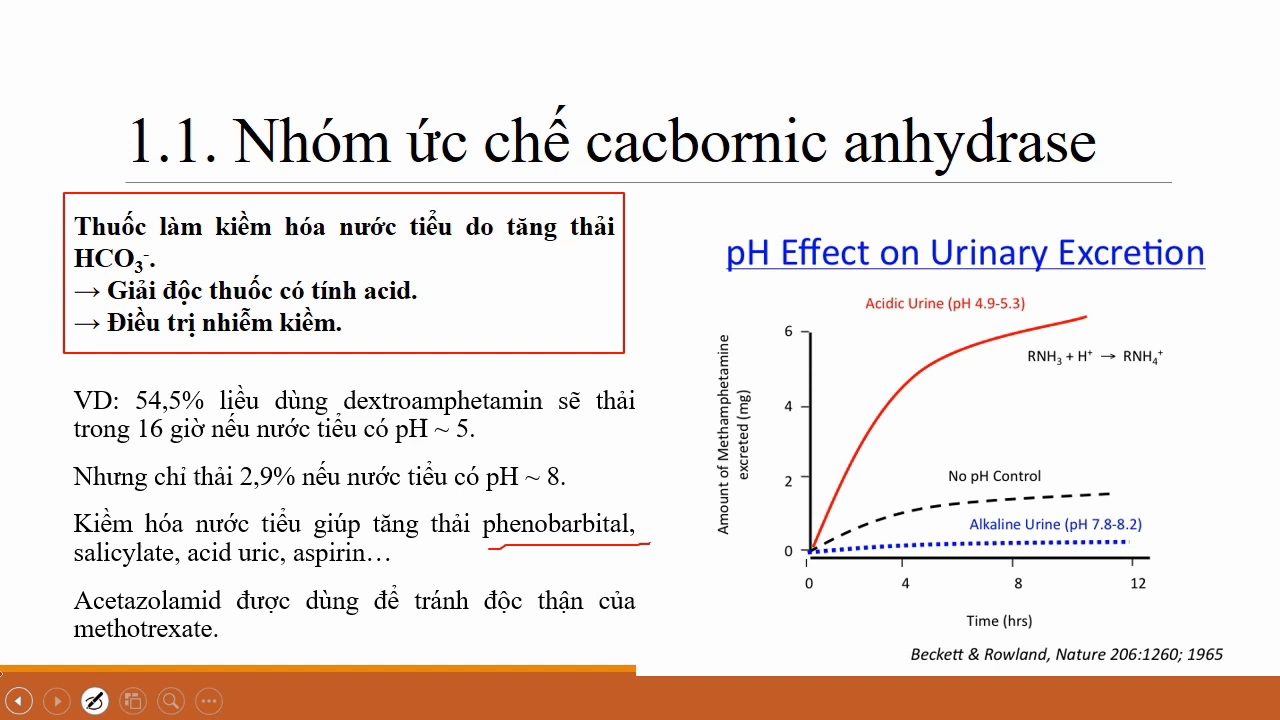 1.1. Nhóm ức chế cacbornic anhydrase
Thuốc làm kiềm hóa nước tiểu do tăng thải
HCO₃⁻.
→ Giải độc thuốc có tính acid.
→ Điều trị nhiễm kiềm.
VD: 54,5% liều dùng dextroamphetamin sẽ thải
trong 16 giờ nếu nước tiểu có pH ~ 5.
Nhưng chỉ thải 2,9% nếu nước tiểu có pH ~ 8.
Kiềm hóa nước tiểu giúp tăng thải phenobarbital,
salicylate, acid uric, aspirin…
Acetazolamid được dùng để tránh độc thận của
methotrexate.
pH Effect on Urinary Excretion
Acidic Urine (pH 4.9-5.3)
RNH₃ + H⁺ → RNH₄⁺
No pH Control
Alkaline Urine (pH 7.8-8.2)
Amount of Methamphetamine
excreted (mg)
6
4
2
0
0 4 8 12
Time (hrs)
Beckett & Rowland, Nature 206:1260; 1965